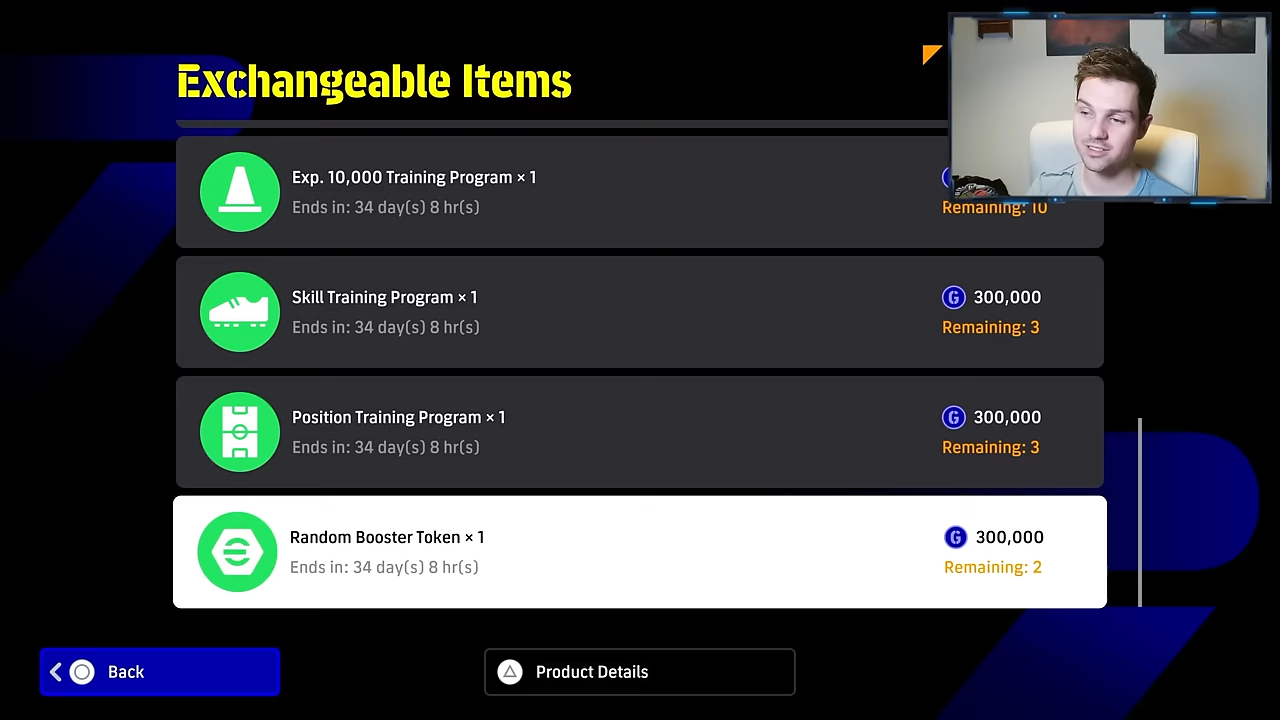 Exchangeable Items
Exp. 10,000 Training Program × 1
Ends in: 34 day(s) 8 hr(s)
Remaining: 10
Skill Training Program × 1
G 300,000
Ends in: 34 day(s) 8 hr(s)
Remaining: 3
Position Training Program × 1
G 300,000
Ends in: 34 day(s) 8 hr(s)
Remaining: 3
Random Booster Token × 1
G 300,000
Ends in: 34 day(s) 8 hr(s)
Remaining: 2
Back
Product Details